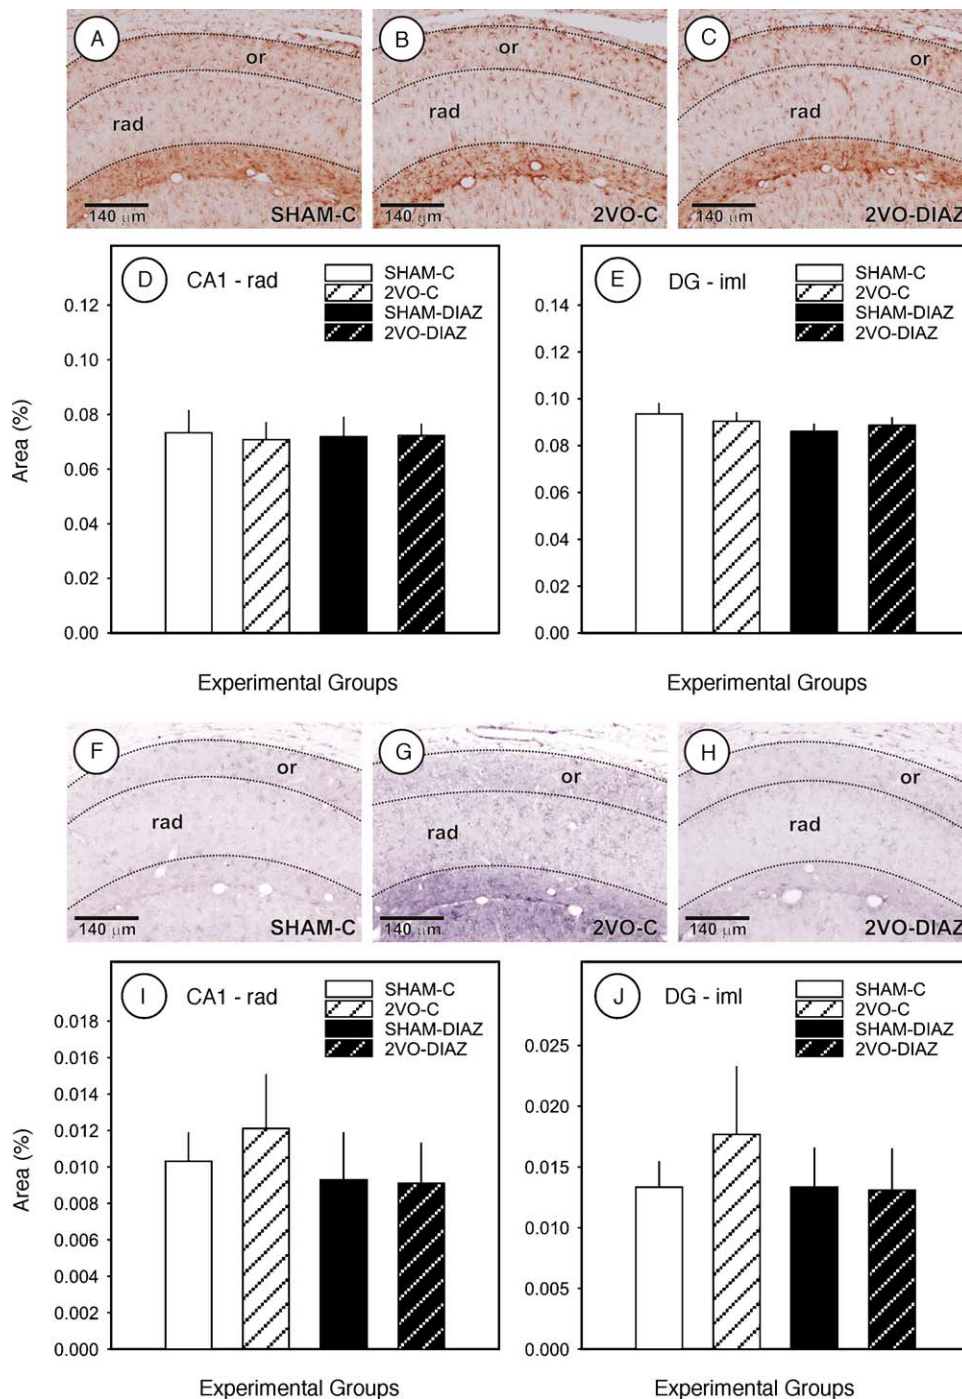 A
or
rad
140 μm
SHAM-C
B
or
rad
140 μm
2VO-C
C
or
rad
140 μm
2VO-DIAZ
D
CA1 - rad
SHAM-C
2VO-C
SHAM-DIAZ
2VO-DIAZ
Area (%)
0.12
0.10
0.08
0.06
0.04
0.02
0.00
Experimental Groups
E
DG - iml
SHAM-C
2VO-C
SHAM-DIAZ
2VO-DIAZ
0.14
0.12
0.10
0.08
0.06
0.04
0.02
0.00
Experimental Groups
F
or
rad
140 μm
SHAM-C
G
or
rad
140 μm
2VO-C
H
or
rad
140 μm
2VO-DIAZ
I
CA1 - rad
SHAM-C
2VO-C
SHAM-DIAZ
2VO-DIAZ
Area (%)
0.018
0.016
0.014
0.012
0.010
0.008
0.006
0.004
0.002
0.000
Experimental Groups
J
DG - iml
SHAM-C
2VO-C
SHAM-DIAZ
2VO-DIAZ
0.025
0.020
0.015
0.010
0.005
0.000
Experimental Groups